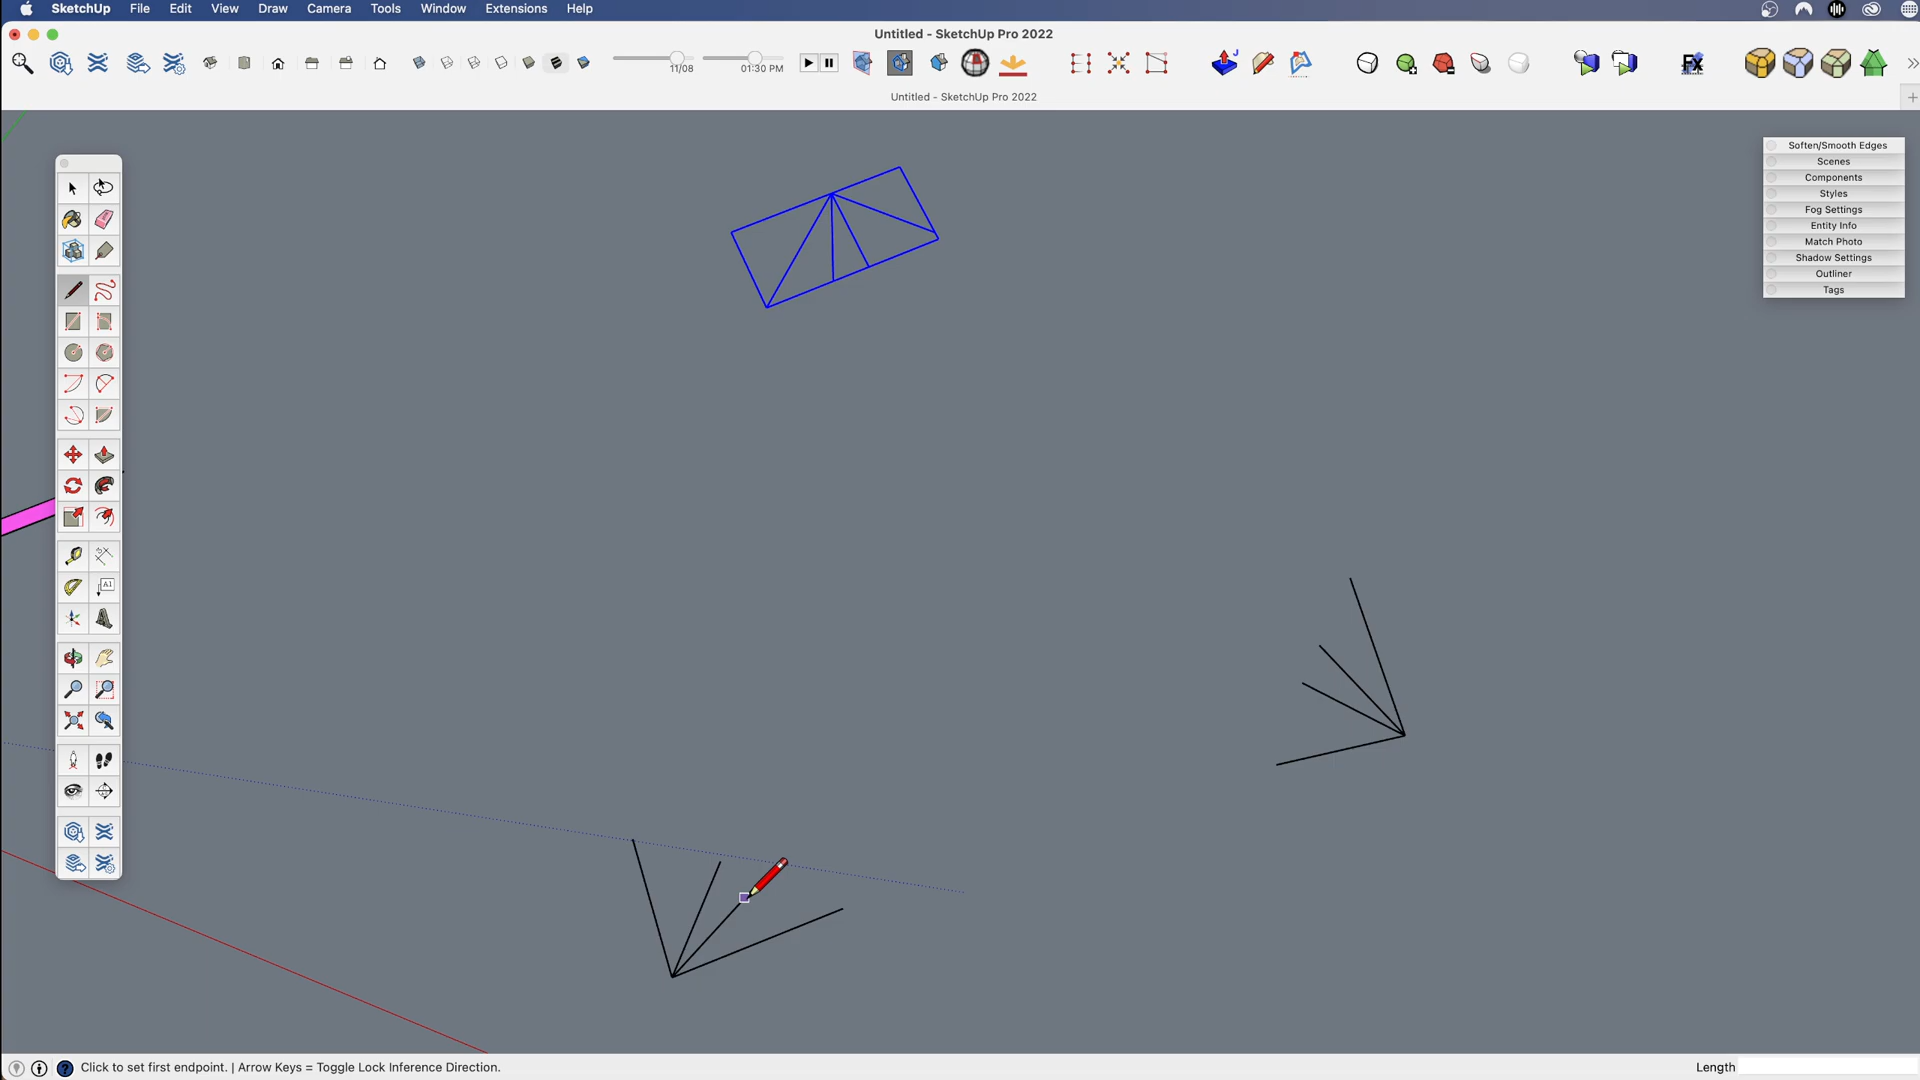 SketchUp File Edit View Draw Camera Tools Window Extensions Help
Untitled - SketchUp Pro 2022
11/08 01:30 PM
J
FX
Untitled - SketchUp Pro 2022
Soften/Smooth Edges
Scenes
Components
Styles
Fog Settings
Entity Info
Match Photo
Shadow Settings
Outliner
Tags
A1
Click to set first endpoint. | Arrow Keys = Toggle Lock Inference Direction.
Length